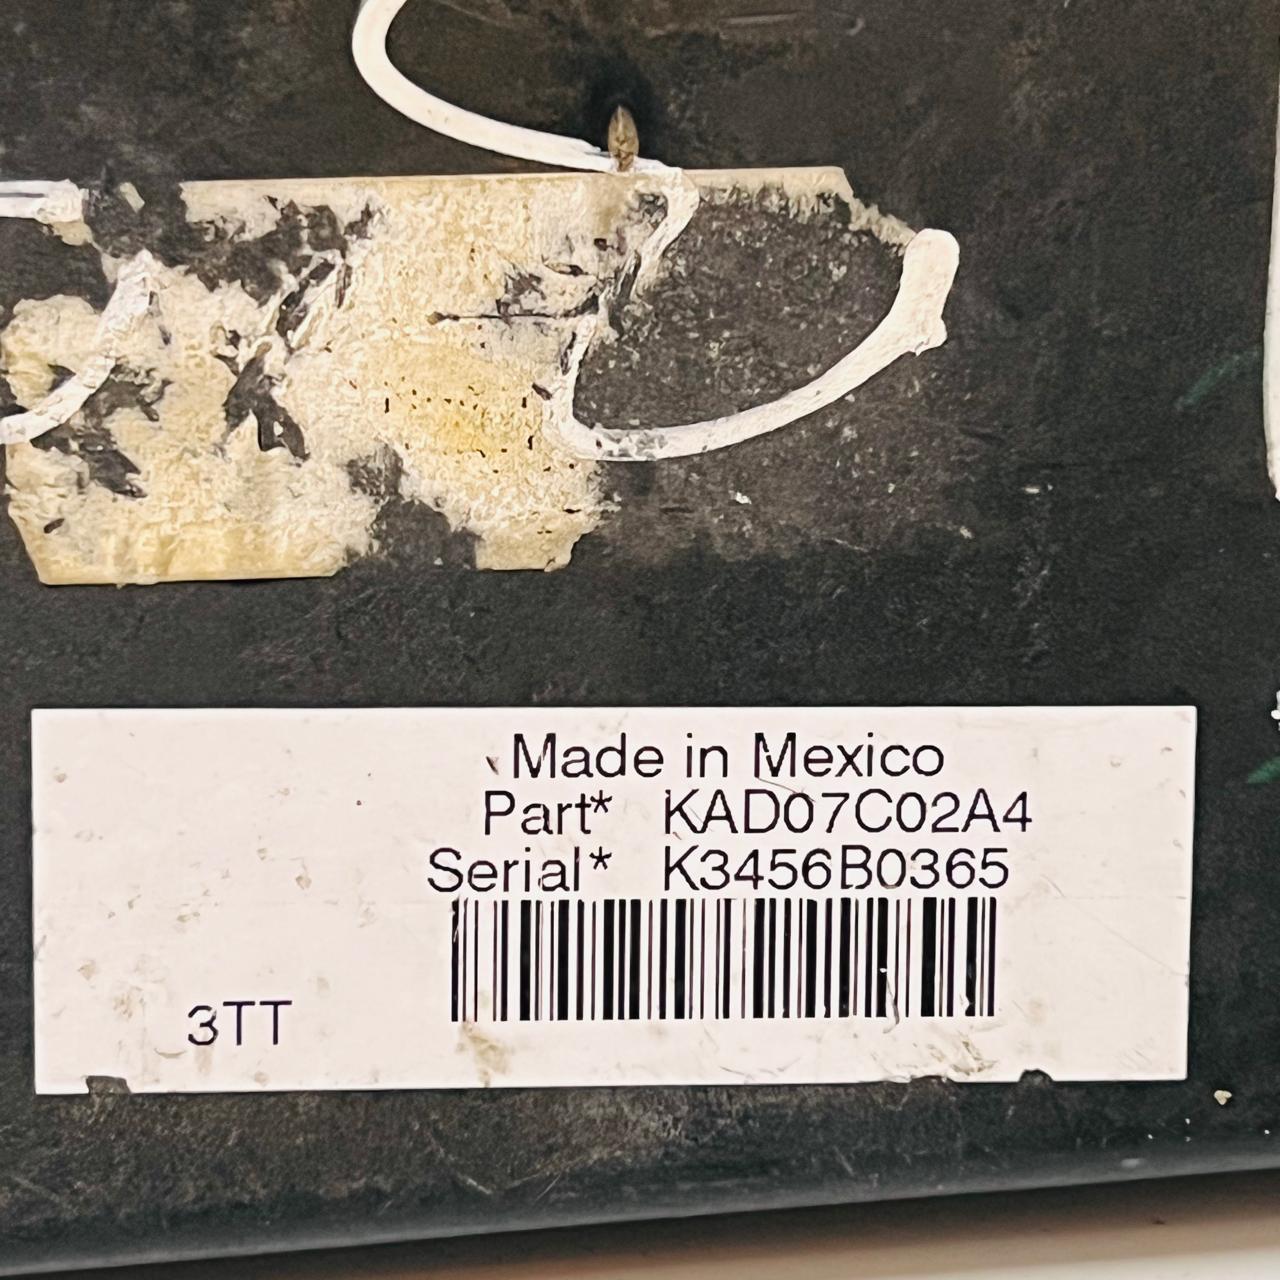 Made in Mexico
Part* KAD07C02A4
Serial* K3456B0365
3TT